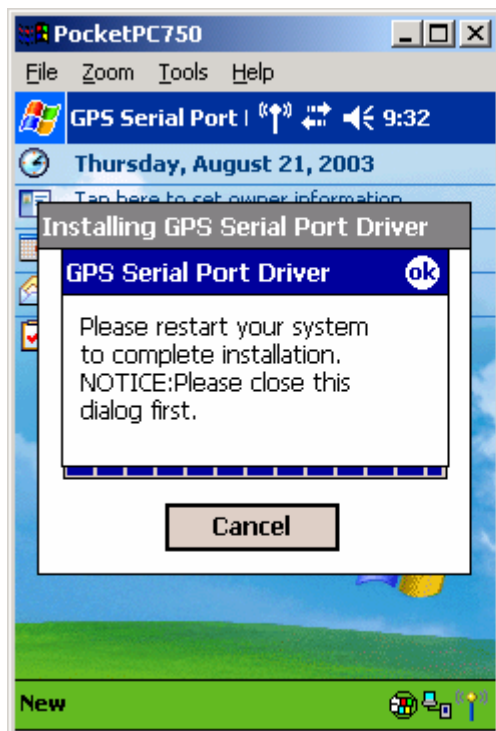 PocketPC750
File Zoom Tools Help
GPS Serial Port 9:32
Thursday, August 21, 2003
Tap here to set owner information
Installing GPS Serial Port Driver
GPS Serial Port Driver ok
Please restart your system
to complete installation.
NOTICE:Please close this
dialog first.
Cancel
New